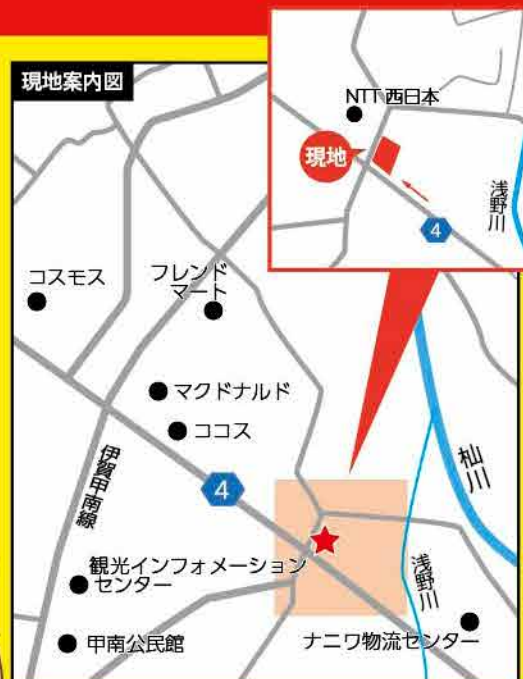 現地案内図
NTT 西日本
現地
浅野川
4
コスモス
フレンド
マート
マクドナルド
ココス
伊賀甲南線
4
杣川
観光インフォメーション
センター
浅野川
甲南公民館
ナニワ物流センター